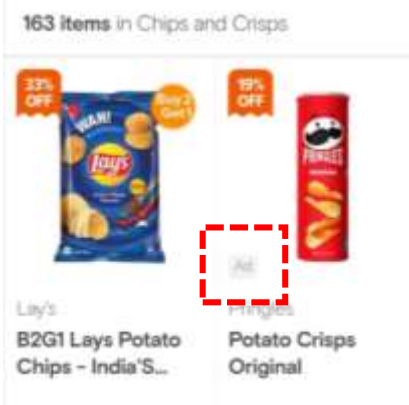 163 items in Chips and Crisps
33%
OFF
Buy 2
Get 1
WAH!
Lay's
19%
OFF
PRINGLES
Ad
Lay's
B2G1 Lays Potato
Chips - India'S...
Pringles
Potato Crisps
Original